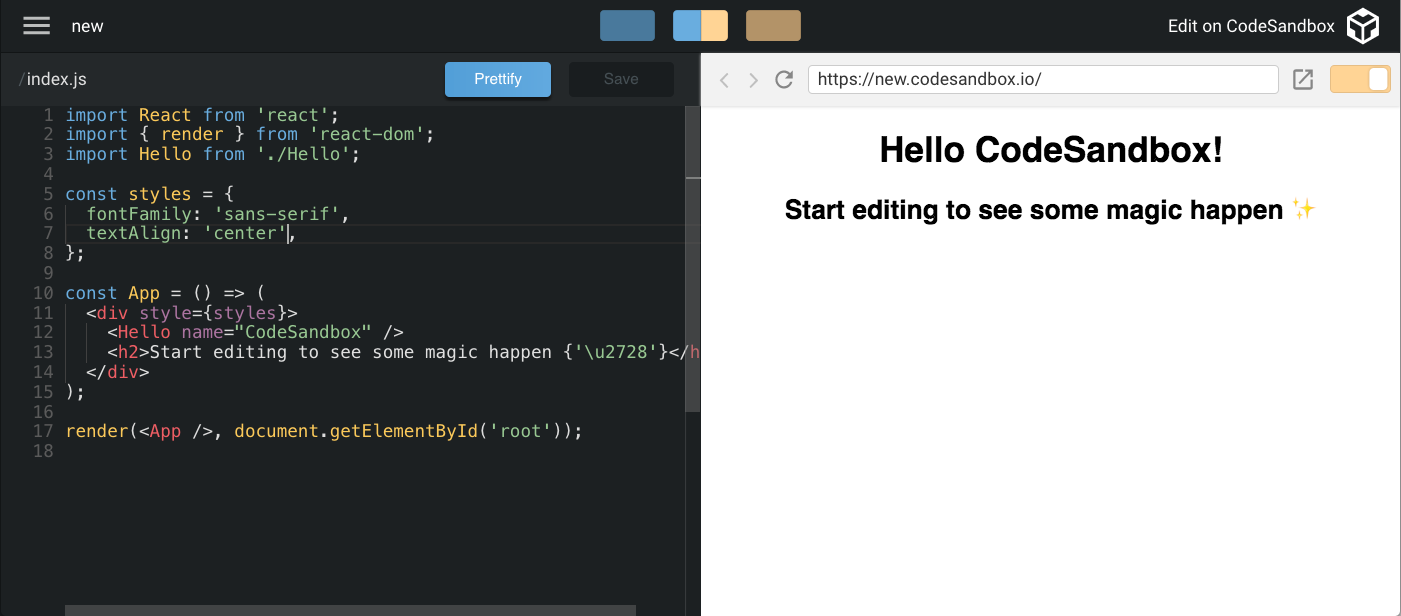 new
Edit on CodeSandbox
/index.js
Prettify
Save
https://new.codesandbox.io/
1 import React from 'react';
2 import { render } from 'react-dom';
3 import Hello from './Hello';
4
5 const styles = {
6   fontFamily: 'sans-serif',
7   textAlign: 'center',
8 };
9
10 const App = () => (
11   <div style={styles}>
12     <Hello name="CodeSandbox" />
13     <h2>Start editing to see some magic happen {'\u2728'}</h
14   </div>
15 );
16
17 render(<App />, document.getElementById('root'));
18
Hello CodeSandbox!
Start editing to see some magic happen ✨